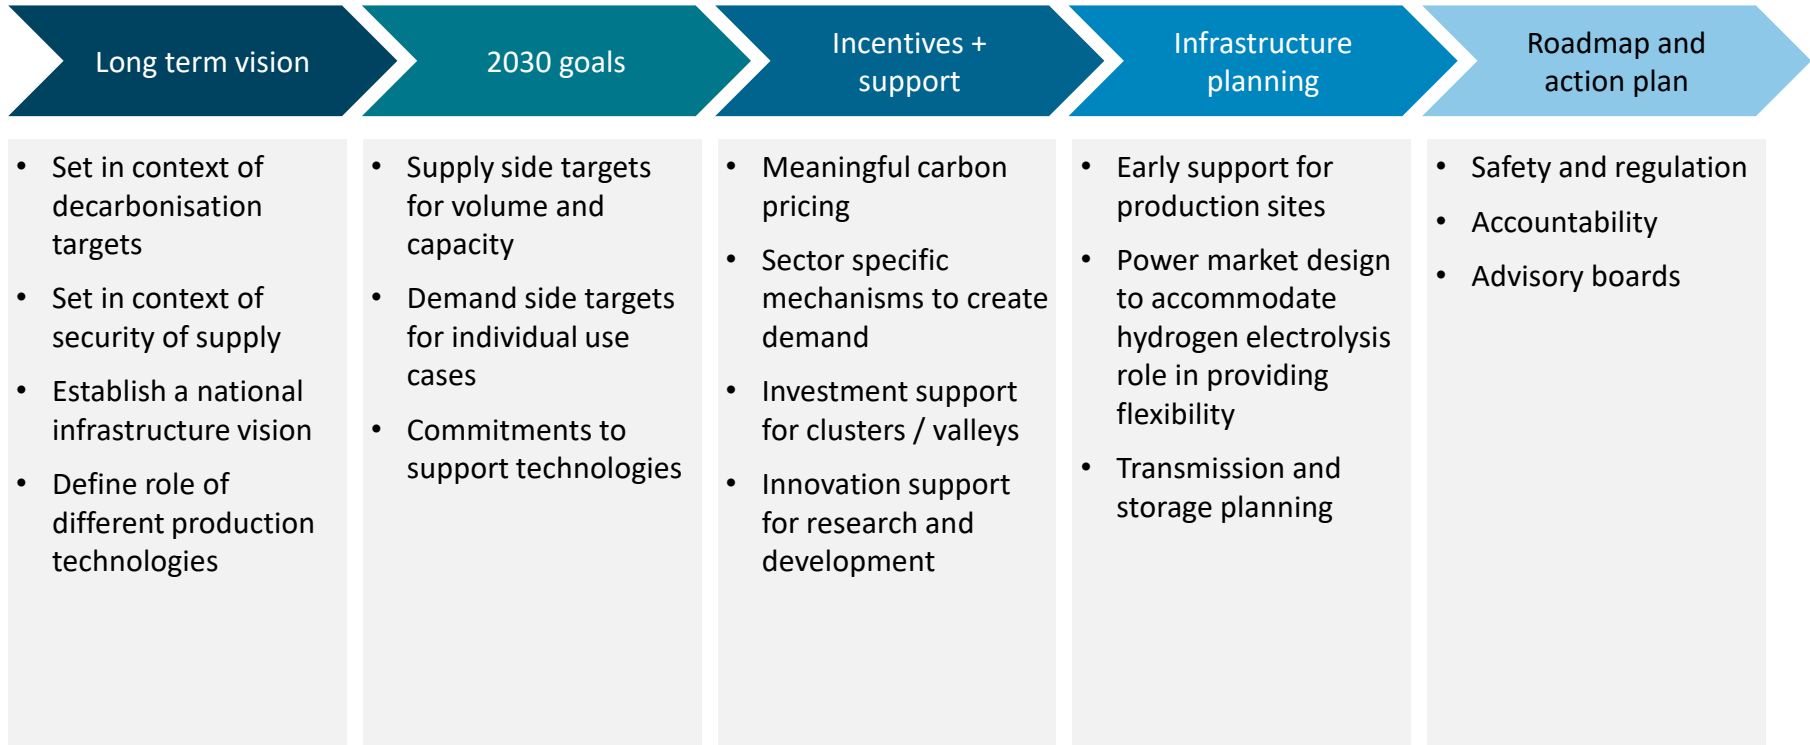 Long term vision
2030 goals
Incentives +
support
Infrastructure
planning
Roadmap and
action plan
• Set in context of
decarbonisation
targets
• Set in context of
security of supply
• Establish a national
infrastructure vision
• Define role of
different production
technologies
• Supply side targets
for volume and
capacity
• Demand side targets
for individual use
cases
• Commitments to
support technologies
• Meaningful carbon
pricing
• Sector specific
mechanisms to create
demand
• Investment support
for clusters / valleys
• Innovation support
for research and
development
• Early support for
production sites
• Power market design
to accommodate
hydrogen electrolysis
role in providing
flexibility
• Transmission and
storage planning
• Safety and regulation
• Accountability
• Advisory boards